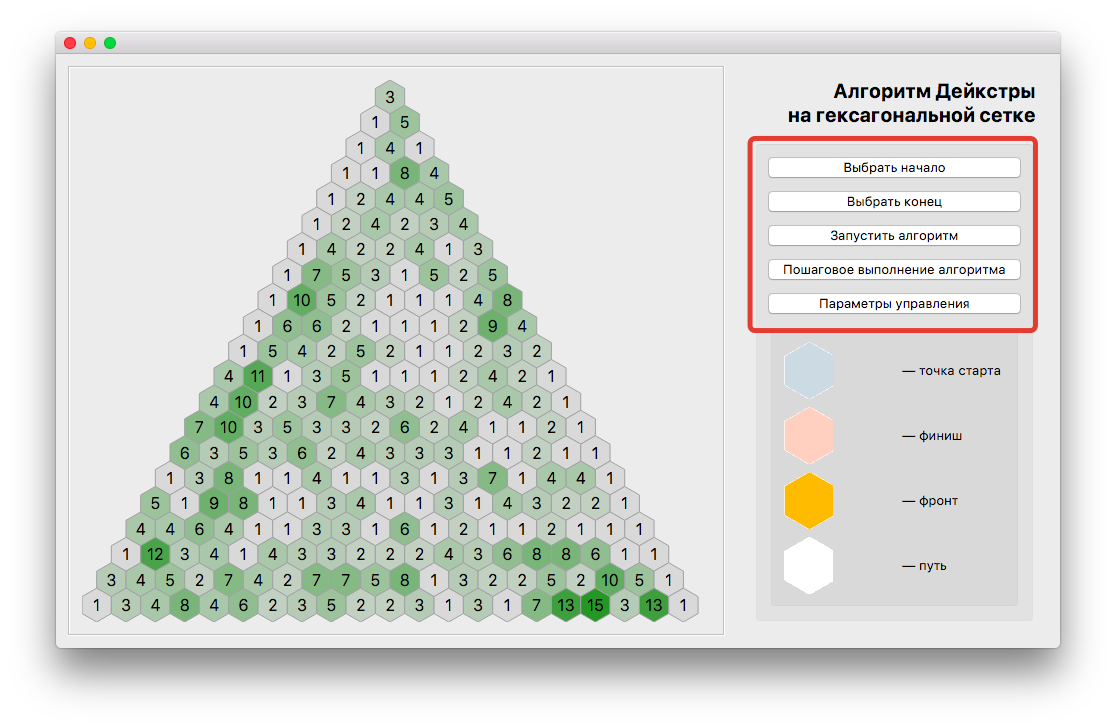 3
1 5
1 4 1
1 1 8 4
1 2 4 4 5
1 2 4 2 3 4
1 4 2 2 4 1 3
1 7 5 3 1 5 2 5
1 10 5 2 1 1 1 4 8
1 6 6 2 1 1 1 2 9 4
1 5 4 2 5 2 1 1 2 3 2
4 11 1 3 5 1 1 1 2 4 2 1
4 10 2 3 7 4 3 2 1 2 4 2 1
7 10 3 5 3 3 2 6 2 4 1 1 2 1
6 3 5 3 6 2 4 3 3 3 1 1 2 1 1
1 3 8 1 1 4 1 1 3 1 3 7 1 4 4 1
5 1 9 8 1 1 3 4 1 1 3 1 4 3 2 2 1
4 4 6 4 1 1 3 3 1 6 1 2 1 1 2 1 1 1
1 12 3 4 1 4 3 3 2 2 2 4 3 6 8 8 6 1 1
3 4 5 2 7 4 2 7 7 5 8 1 3 2 2 5 2 10 5 1
1 3 4 8 4 6 2 3 5 2 2 3 1 3 1 7 13 15 3 13 1
Алгоритм Дейкстры
на гексагональной сетке
Выбрать начало
Выбрать конец
Запустить алгоритм
Пошаговое выполнение алгоритма
Параметры управления
— точка старта
— финиш
— фронт
— путь